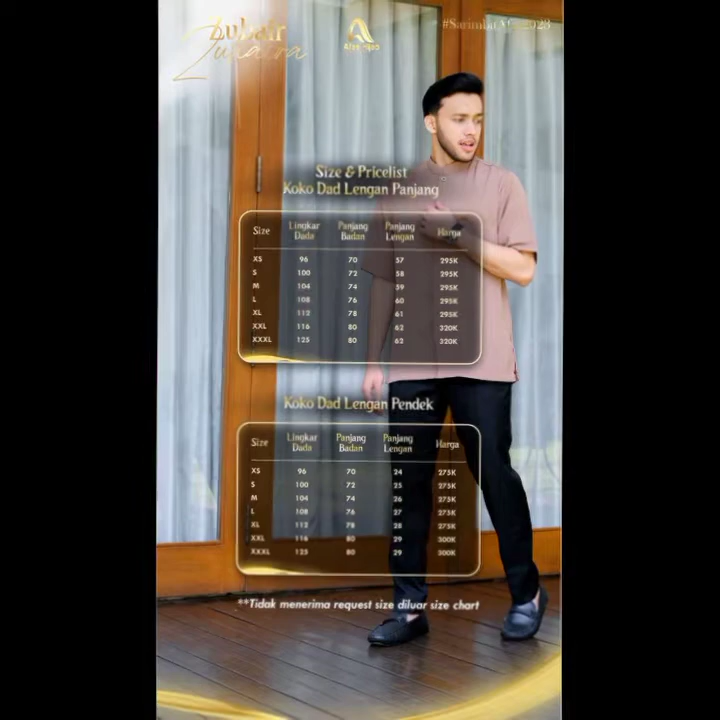 Zubair
#Sarimba
Size & Pricelist
Koko Dad Lengan Panjang
Size Lingkar Dada Panjang Badan Panjang Lengan Harga
XS 96 70 57 295K
S 100 72 58 295K
M 104 74 59 295K
L 108 76 60 295K
XL 112 78 61 295K
XXL 116 80 62 320K
XXXL 125 80 62 320K
Koko Dad Lengan Pendek
Size Lingkar Dada Panjang Badan Panjang Lengan Harga
XS 96 70 24 275K
S 100 72 25 275K
M 104 74 26 275K
L 108 76 27 275K
XL 112 78 28 275K
XXL 116 80 29 300K
XXXL 125 80 29 300K
**Tidak menerima request size diluar size chart